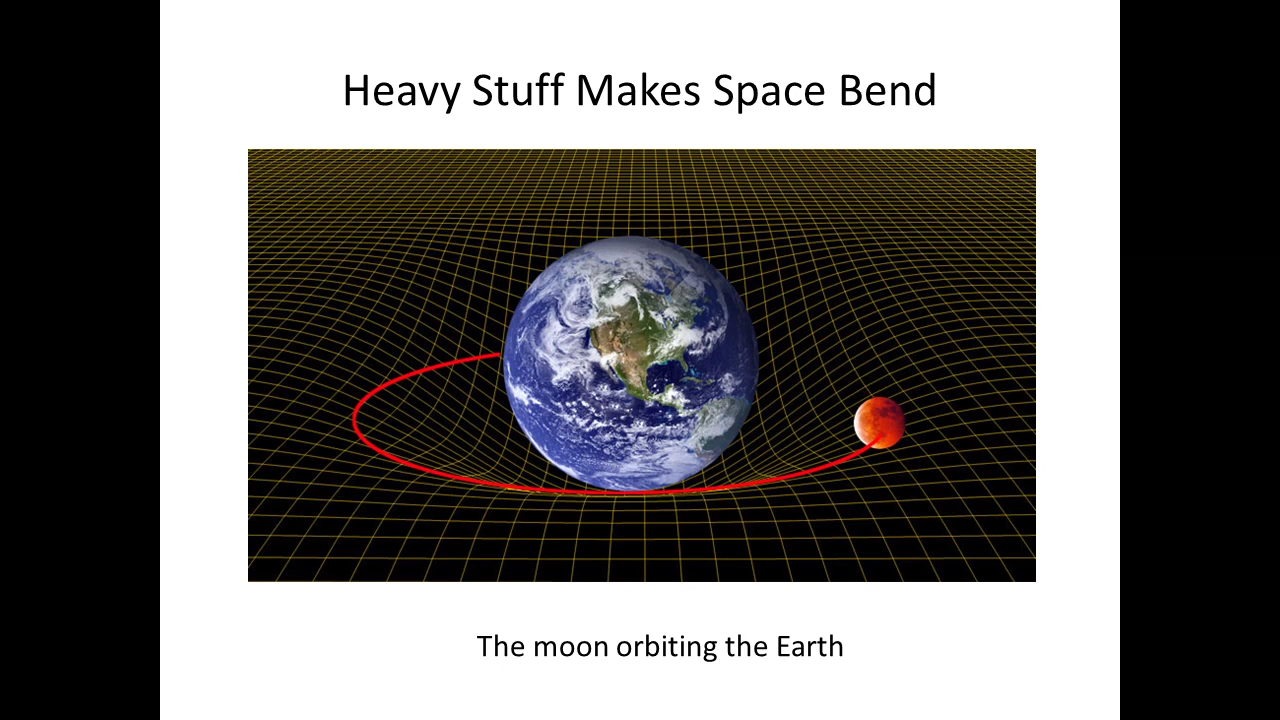 Heavy Stuff Makes Space Bend
The moon orbiting the Earth